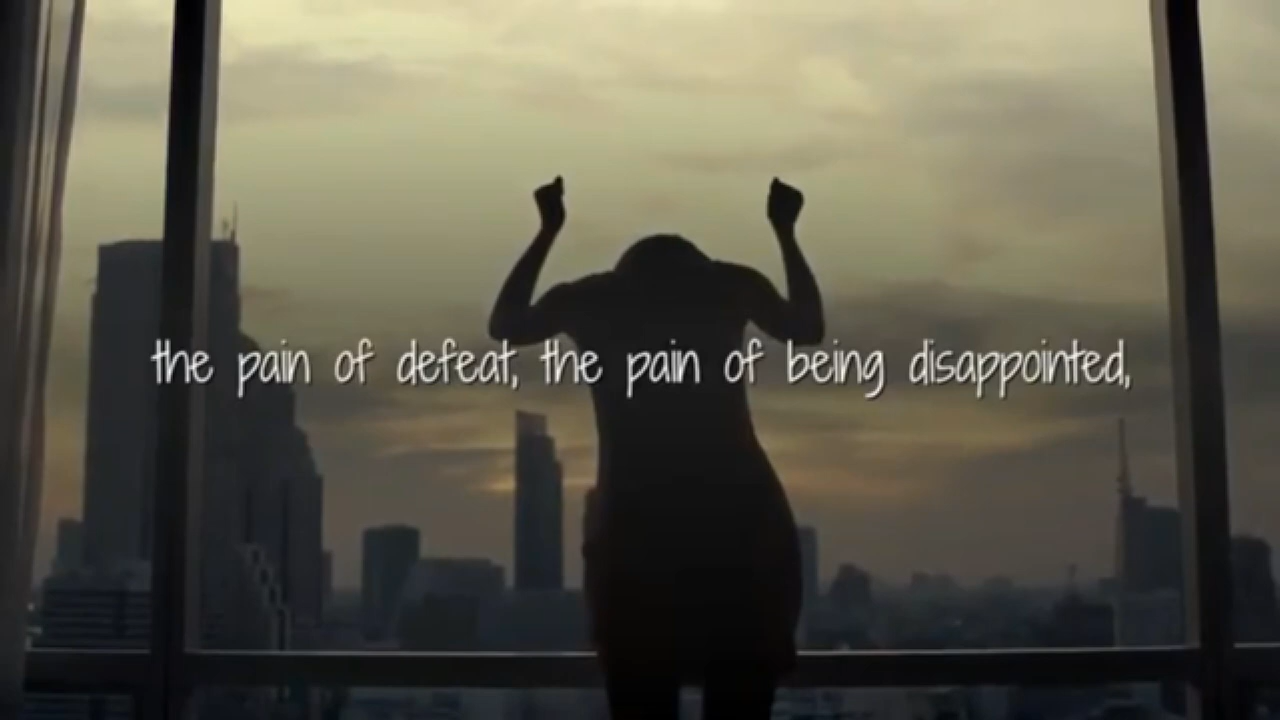 the pain of defeat, the pain of being disappointed,